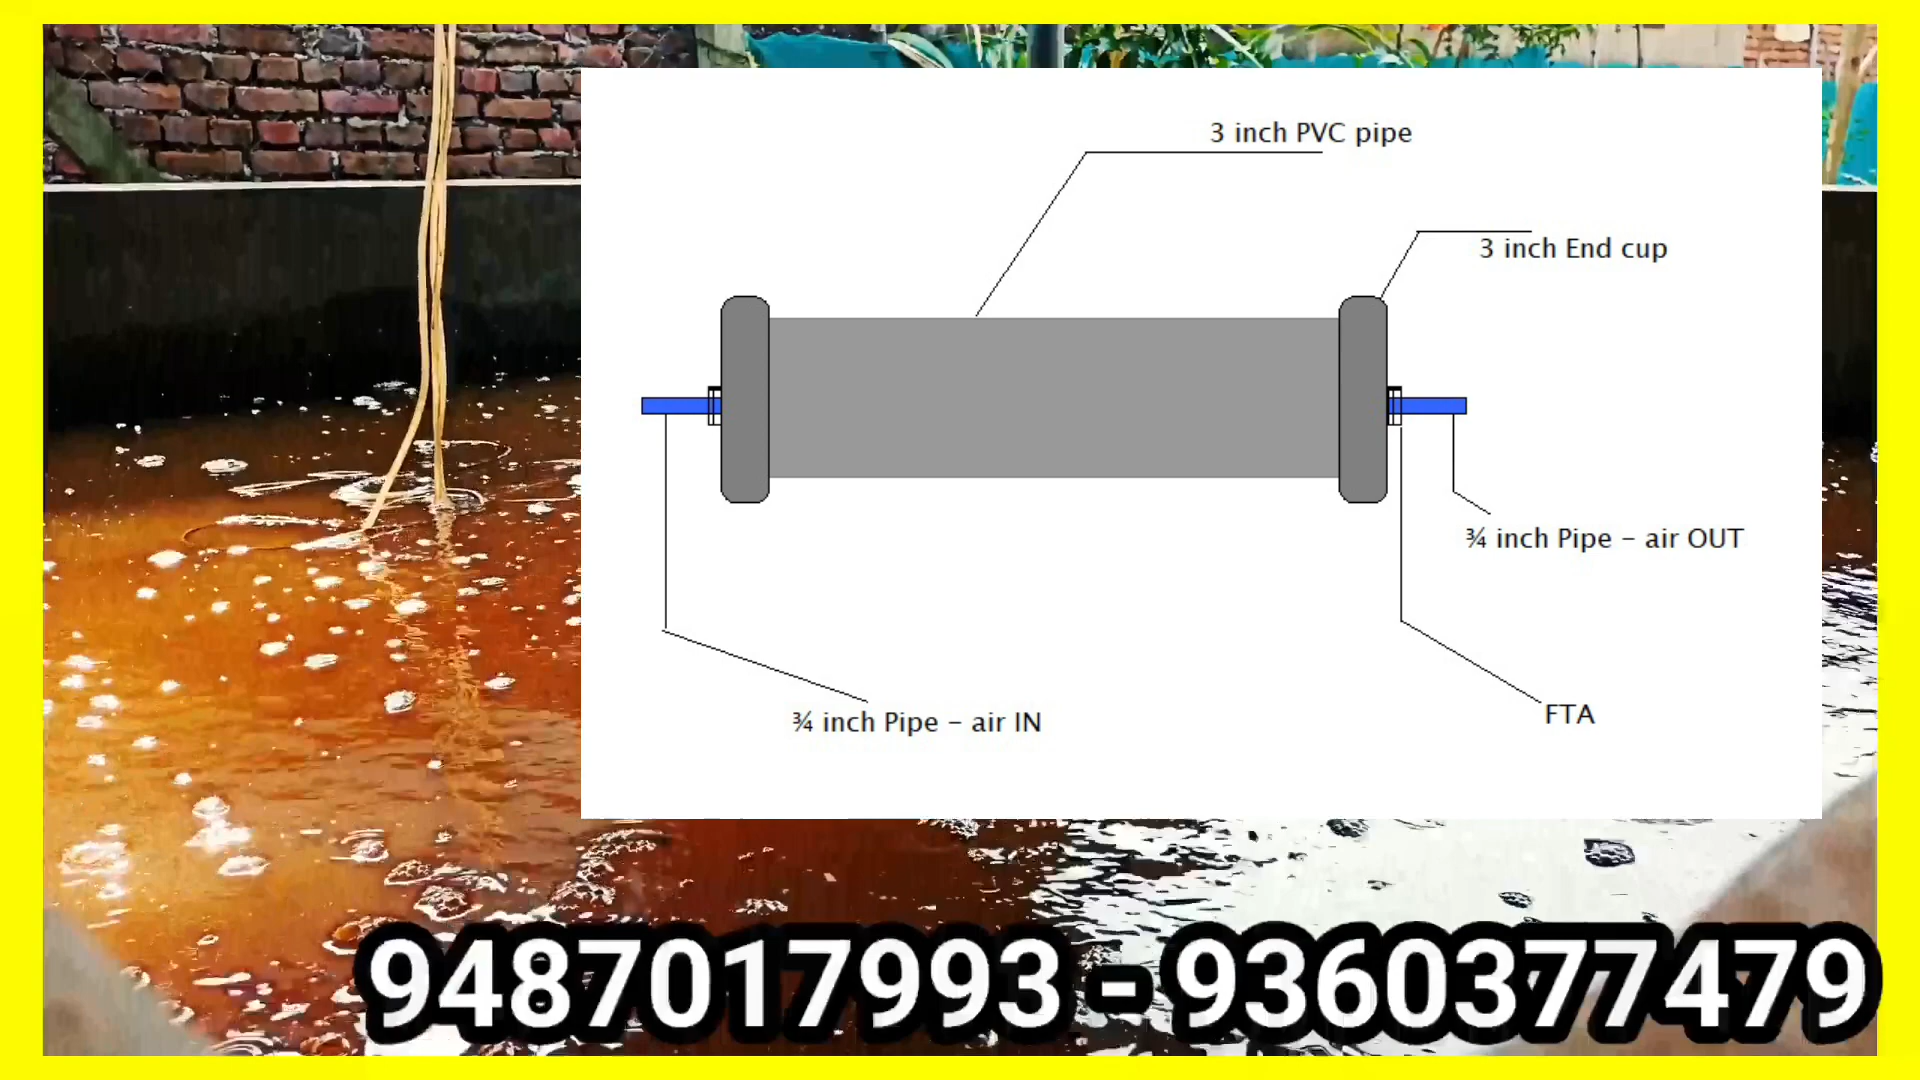 3 inch PVC pipe
3 inch End cup
¾ inch Pipe – air OUT
FTA
¾ inch Pipe – air IN
9487017993 - 9360377479